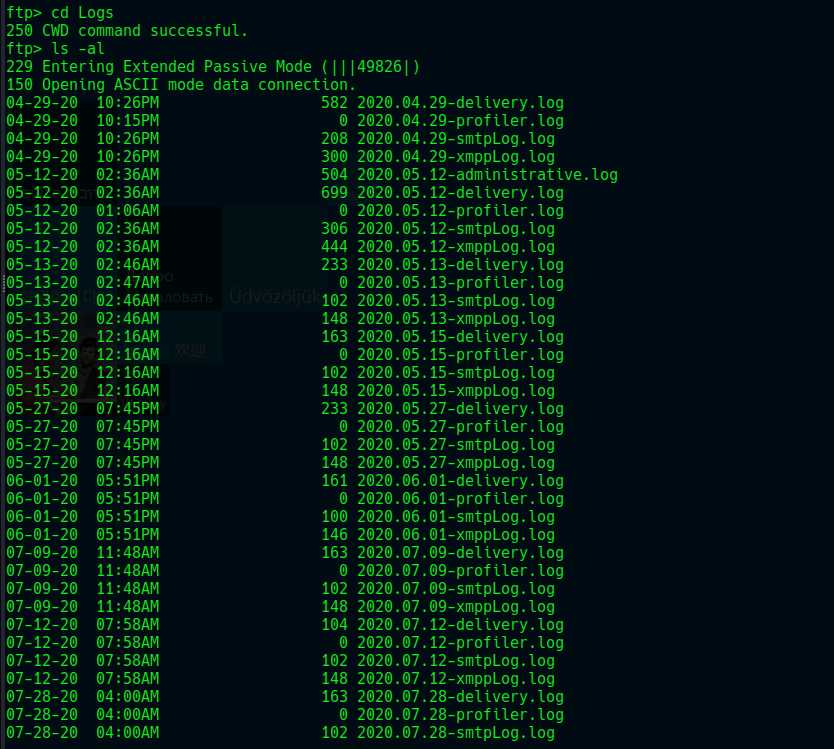 ftp> cd Logs
250 CWD command successful.
ftp> ls -al
229 Entering Extended Passive Mode (|||49826|)
150 Opening ASCII mode data connection.
04-29-20  10:26PM                  582 2020.04.29-delivery.log
04-29-20  10:15PM                    0 2020.04.29-profiler.log
04-29-20  10:26PM                  208 2020.04.29-smtpLog.log
04-29-20  10:26PM                  300 2020.04.29-xmppLog.log
05-12-20  02:36AM                  504 2020.05.12-administrative.log
05-12-20  02:36AM                  699 2020.05.12-delivery.log
05-12-20  01:06AM                    0 2020.05.12-profiler.log
05-12-20  02:36AM                  306 2020.05.12-smtpLog.log
05-12-20  02:36AM                  444 2020.05.12-xmppLog.log
05-13-20  02:46AM                  233 2020.05.13-delivery.log
05-13-20  02:47AM                    0 2020.05.13-profiler.log
05-13-20  02:46AM                  102 2020.05.13-smtpLog.log
05-13-20  02:46AM                  148 2020.05.13-xmppLog.log
05-15-20  12:16AM                  163 2020.05.15-delivery.log
05-15-20  12:16AM                    0 2020.05.15-profiler.log
05-15-20  12:16AM                  102 2020.05.15-smtpLog.log
05-15-20  12:16AM                  148 2020.05.15-xmppLog.log
05-27-20  07:45PM                  233 2020.05.27-delivery.log
05-27-20  07:45PM                    0 2020.05.27-profiler.log
05-27-20  07:45PM                  102 2020.05.27-smtpLog.log
05-27-20  07:45PM                  148 2020.05.27-xmppLog.log
06-01-20  05:51PM                  161 2020.06.01-delivery.log
06-01-20  05:51PM                    0 2020.06.01-profiler.log
06-01-20  05:51PM                  100 2020.06.01-smtpLog.log
06-01-20  05:51PM                  146 2020.06.01-xmppLog.log
07-09-20  11:48AM                  163 2020.07.09-delivery.log
07-09-20  11:48AM                    0 2020.07.09-profiler.log
07-09-20  11:48AM                  102 2020.07.09-smtpLog.log
07-09-20  11:48AM                  148 2020.07.09-xmppLog.log
07-12-20  07:58AM                  104 2020.07.12-delivery.log
07-12-20  07:58AM                    0 2020.07.12-profiler.log
07-12-20  07:58AM                  102 2020.07.12-smtpLog.log
07-12-20  07:58AM                  148 2020.07.12-xmppLog.log
07-28-20  04:00AM                  163 2020.07.28-delivery.log
07-28-20  04:00AM                    0 2020.07.28-profiler.log
07-28-20  04:00AM                  102 2020.07.28-smtpLog.log
Üdvözöljük
欢迎